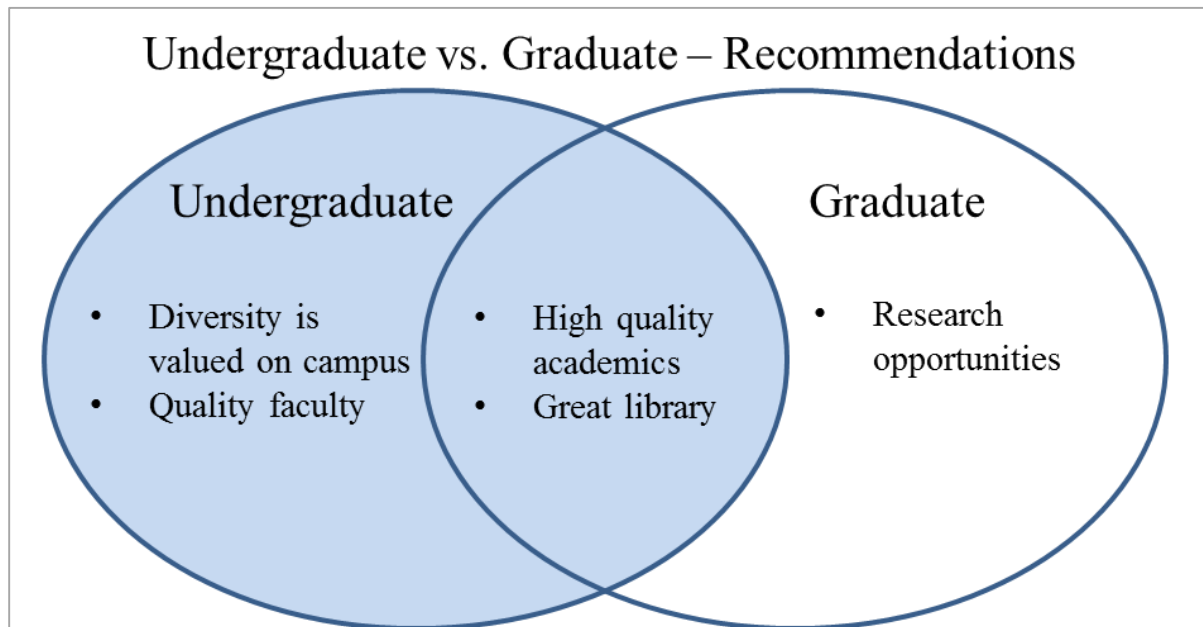 Undergraduate vs. Graduate – Recommendations
Undergraduate
• Diversity is
valued on campus
• Quality faculty
• High quality
academics
• Great library
Graduate
• Research
opportunities